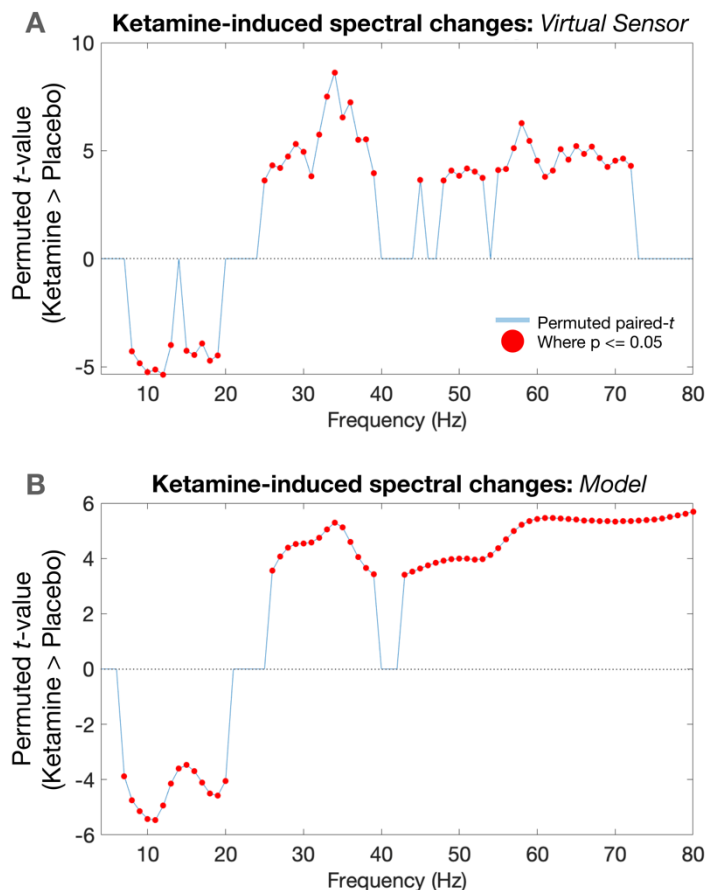 A
Ketamine-induced spectral changes: Virtual Sensor
Permuted t-value
(Ketamine > Placebo)
10
5
0
-5
Permuted paired-t
Where p <= 0.05
10 20 30 40 50 60 70 80
Frequency (Hz)
B
Ketamine-induced spectral changes: Model
Permuted t-value
(Ketamine > Placebo)
6
4
2
0
-2
-4
-6
10 20 30 40 50 60 70 80
Frequency (Hz)